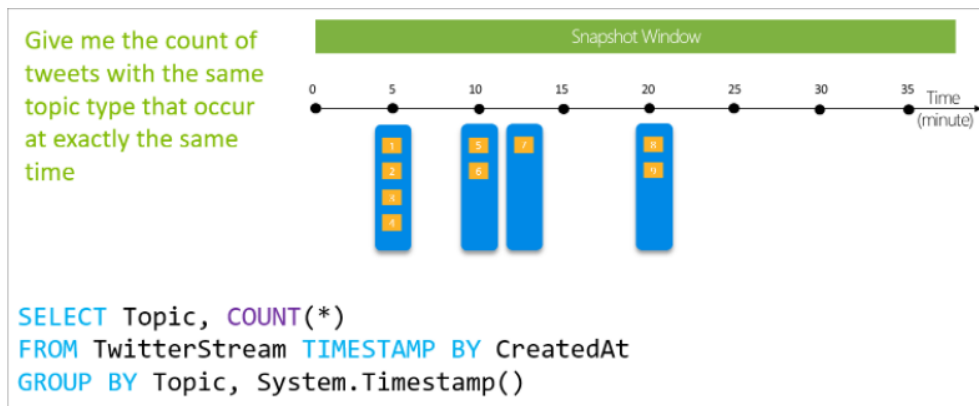 Give me the count of
tweets with the same
topic type that occur
at exactly the same
time
Snapshot Window
0 5 10 15 20 25 30 35 Time
(minute)
1 5 7 8
2 6 9
3
4
SELECT Topic, COUNT(*)
FROM TwitterStream TIMESTAMP BY CreatedAt
GROUP BY Topic, System.Timestamp()